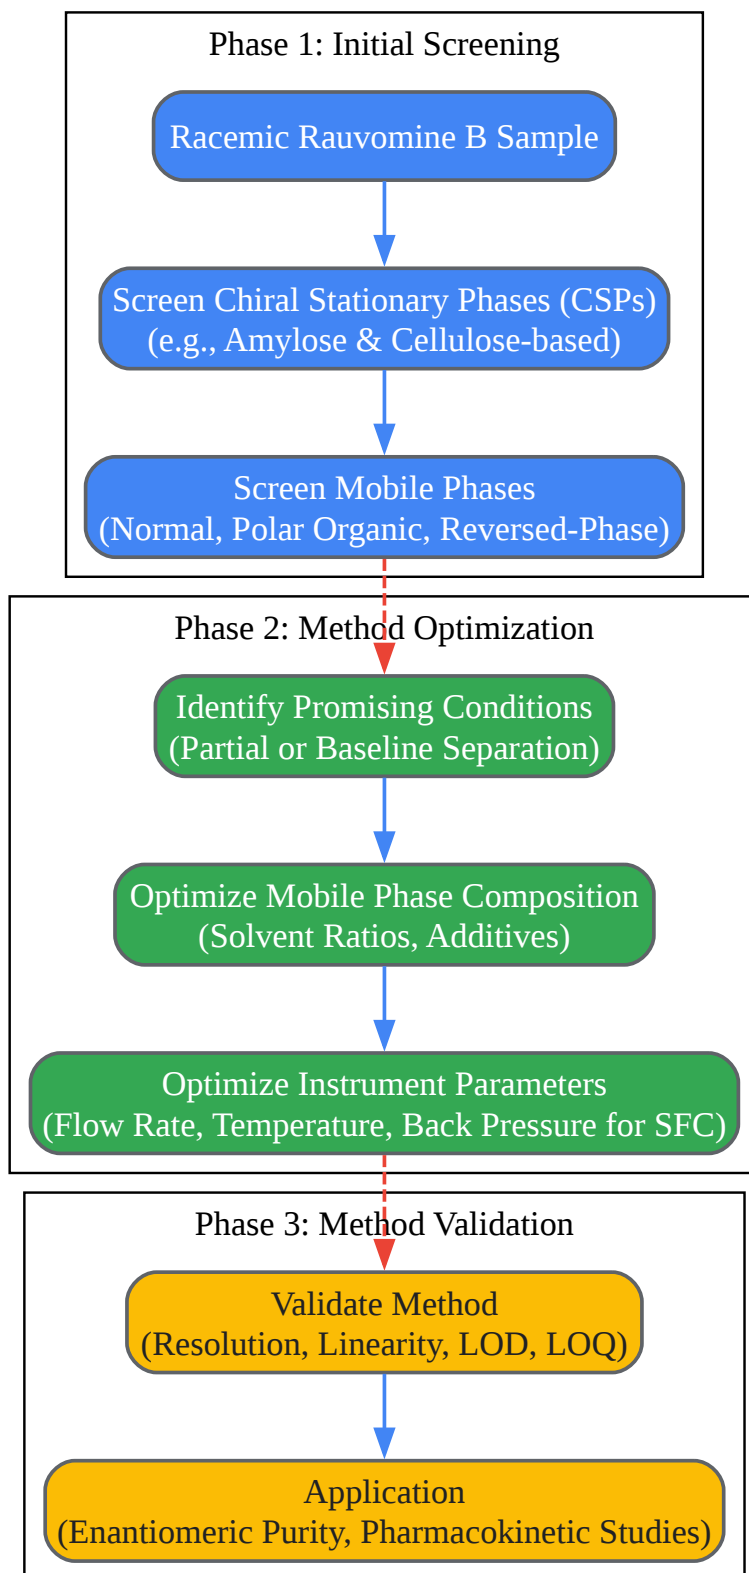 Phase 1: Initial Screening
Racemic Rauvomine B Sample
Screen Chiral Stationary Phases (CSPs)
(e.g., Amylose & Cellulose-based)
Screen Mobile Phases
(Normal, Polar Organic, Reversed-Phase)
Phase 2: Method Optimization
Identify Promising Conditions
(Partial or Baseline Separation)
Optimize Mobile Phase Composition
(Solvent Ratios, Additives)
Optimize Instrument Parameters
(Flow Rate, Temperature, Back Pressure for SFC)
Phase 3: Method Validation
Validate Method
(Resolution, Linearity, LOD, LOQ)
Application
(Enantiomeric Purity, Pharmacokinetic Studies)